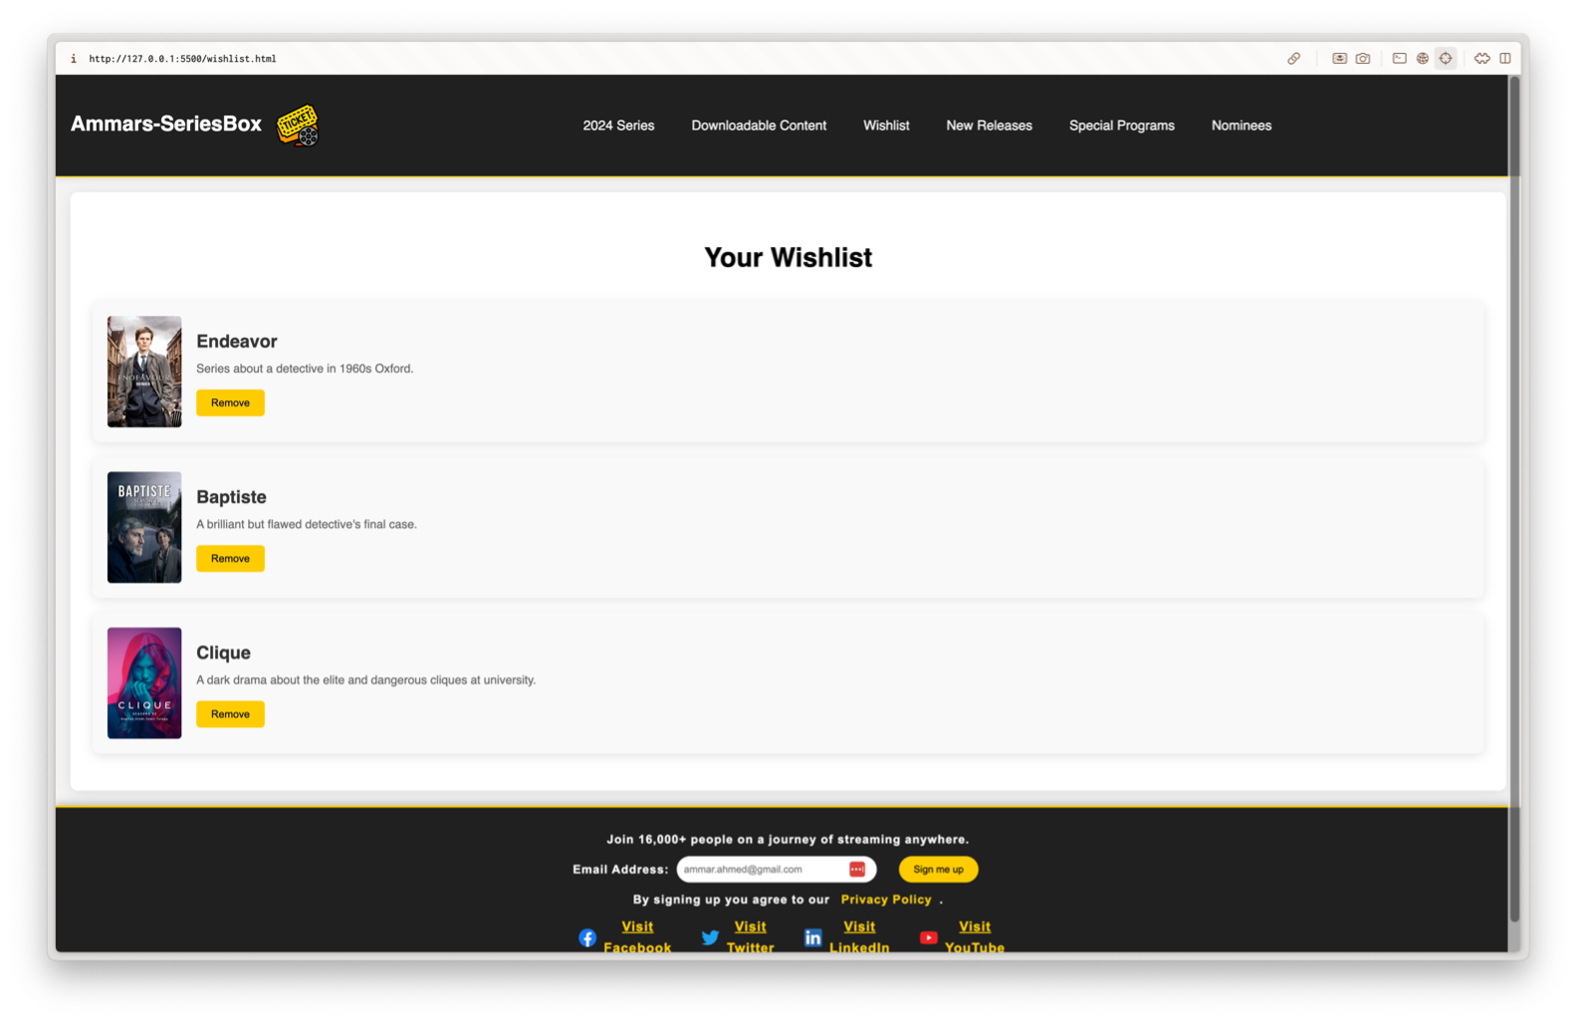 i http://127.0.0.1:5500/wishlist.html
Ammars-SeriesBox
TICKET
2024 Series
Downloadable Content
Wishlist
New Releases
Special Programs
Nominees
Your Wishlist
Endeavor
Series about a detective in 1960s Oxford.
Remove
BAPTISTE
Baptiste
A brilliant but flawed detective's final case.
Remove
CLIQUE
Clique
A dark drama about the elite and dangerous cliques at university.
Remove
Join 16,000+ people on a journey of streaming anywhere.
Email Address: ammar.ahmed@gmail.com Sign me up
By signing up you agree to our Privacy Policy .
Visit Facebook
Visit Twitter
in Visit LinkedIn
Visit YouTube